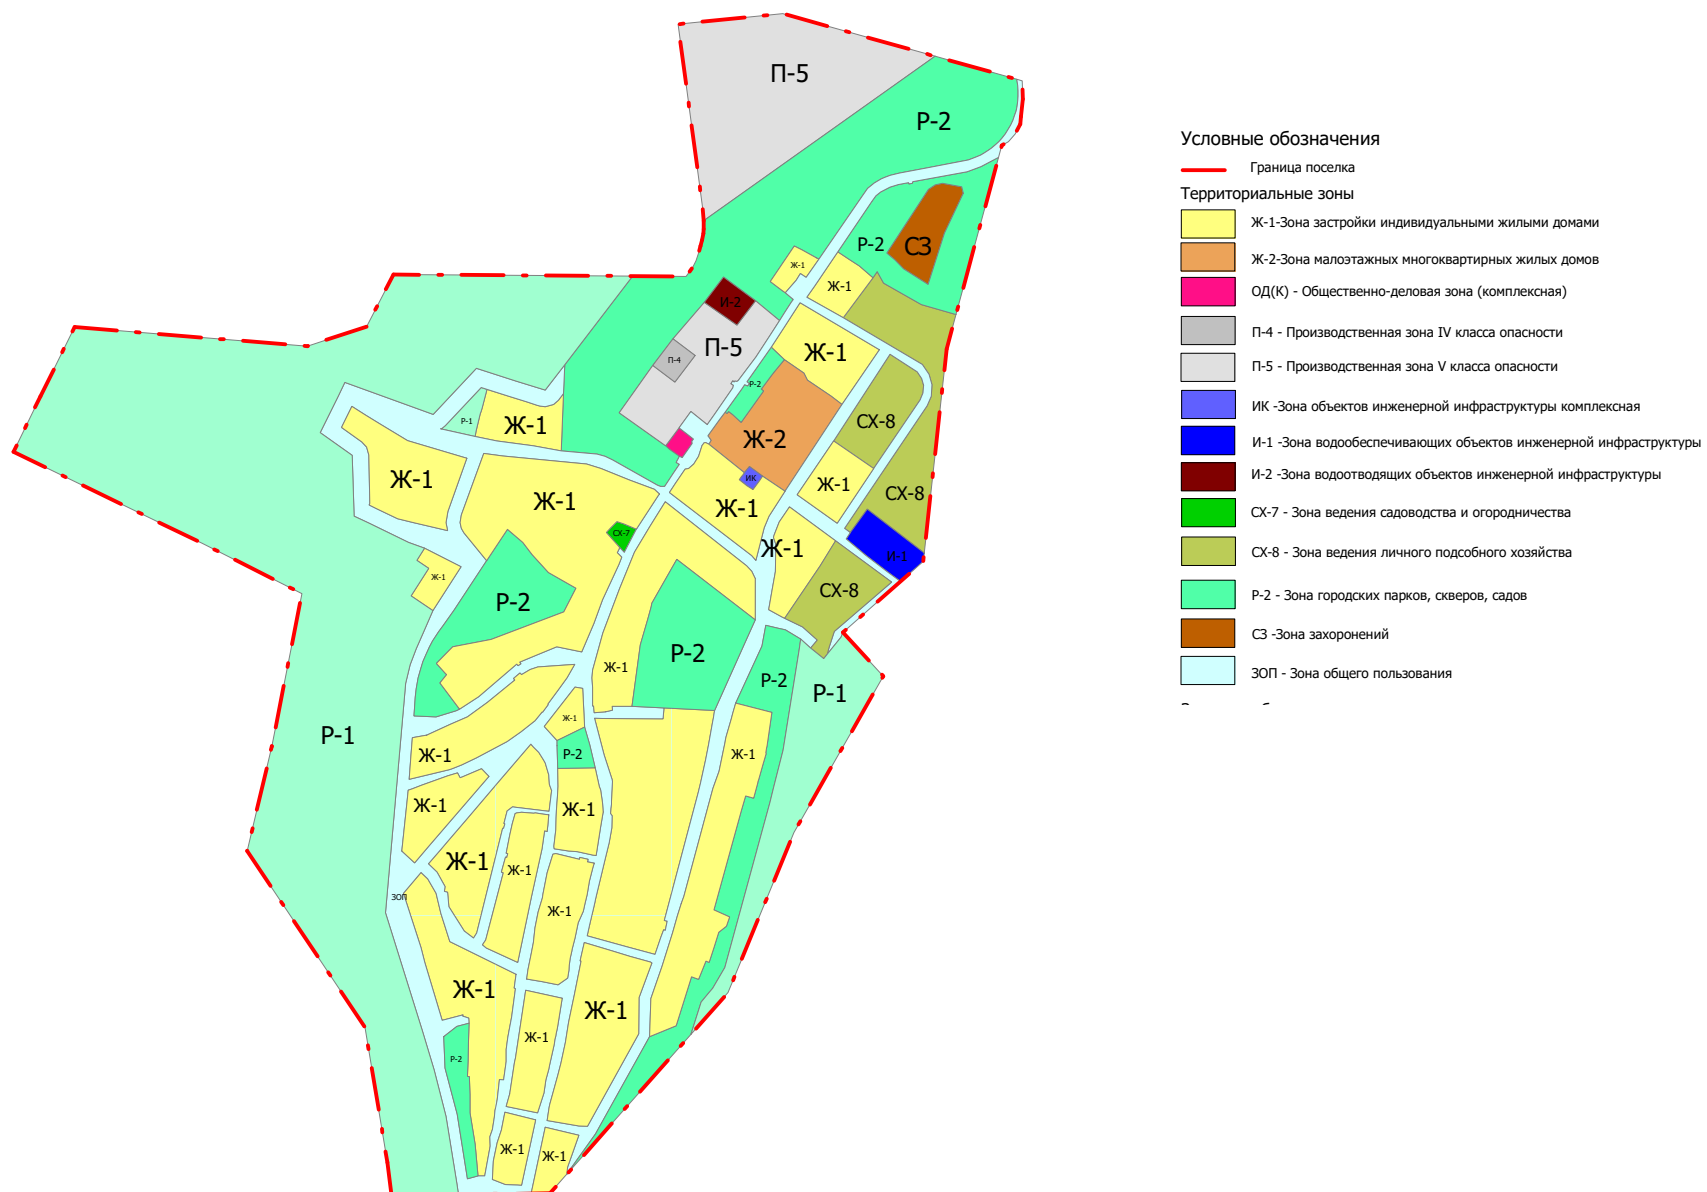 П-5
Р-2
Условные обозначения
Граница поселка
Территориальные зоны
Ж-1-Зона застройки индивидуальными жилыми домами
Ж-2-Зона малоэтажных многоквартирных жилых домов
ОД(К) - Общественно-деловая зона (комплексная)
П-4 - Производственная зона IV класса опасности
П-5 - Производственная зона V класса опасности
ИК -Зона объектов инженерной инфраструктуры комплексная
И-1 -Зона водообеспечивающих объектов инженерной инфраструктуры
И-2 -Зона водоотводящих объектов инженерной инфраструктуры
СХ-7 - Зона ведения садоводства и огородничества
СХ-8 - Зона ведения личного подсобного хозяйства
Р-2 - Зона городских парков, скверов, садов
СЗ -Зона захоронений
ЗОП - Зона общего пользования
Р-2
СЗ
Ж-1
Ж-1
И-2
П-5
П-4
Ж-1
Р-2
Р-1
Ж-1
Ж-2
СХ-8
Ж-1
Ж-1
ИК
Ж-1
Ж-1
СХ-8
СХ-7
Ж-1
И-1
Ж-1
Р-2
СХ-8
Р-2
Ж-1
Р-2
Р-1
Р-1
Ж-1
Ж-1
Р-2
Ж-1
Ж-1
Ж-1
Ж-1
Ж-1
ЗОП
Ж-1
Ж-1
Ж-1
Ж-1
Р-2
Ж-1
Ж-1